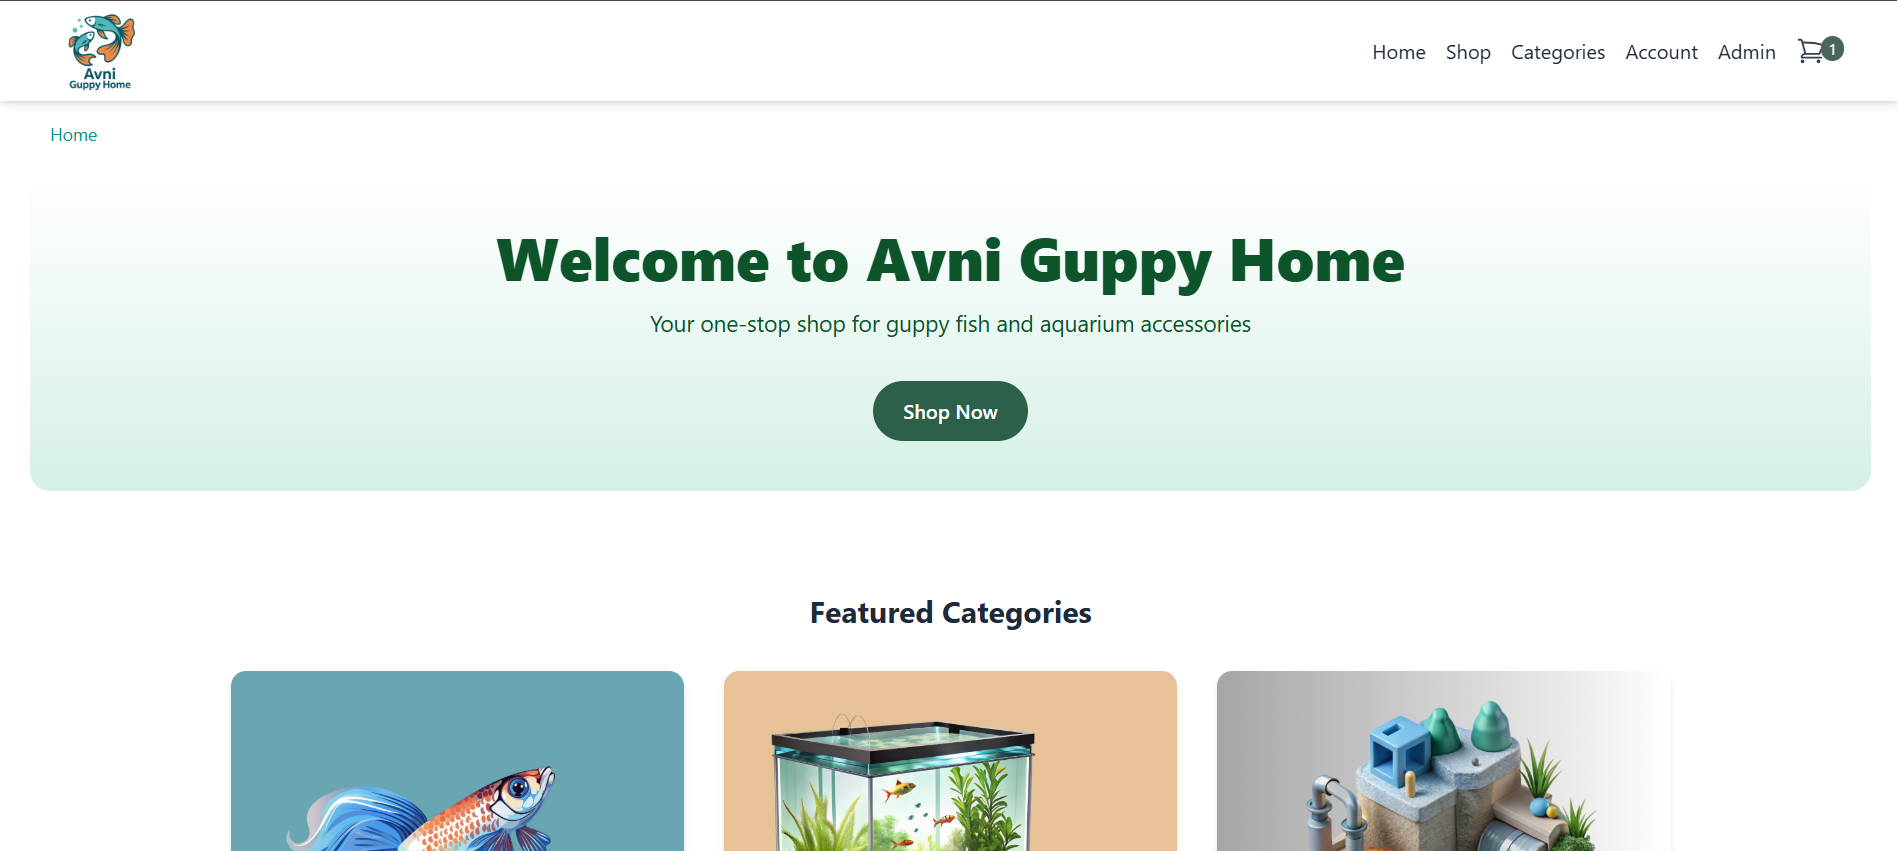 Avni
Guppy Home
Home Shop Categories Account Admin 1
Home
Welcome to Avni Guppy Home
Your one-stop shop for guppy fish and aquarium accessories
Shop Now
Featured Categories